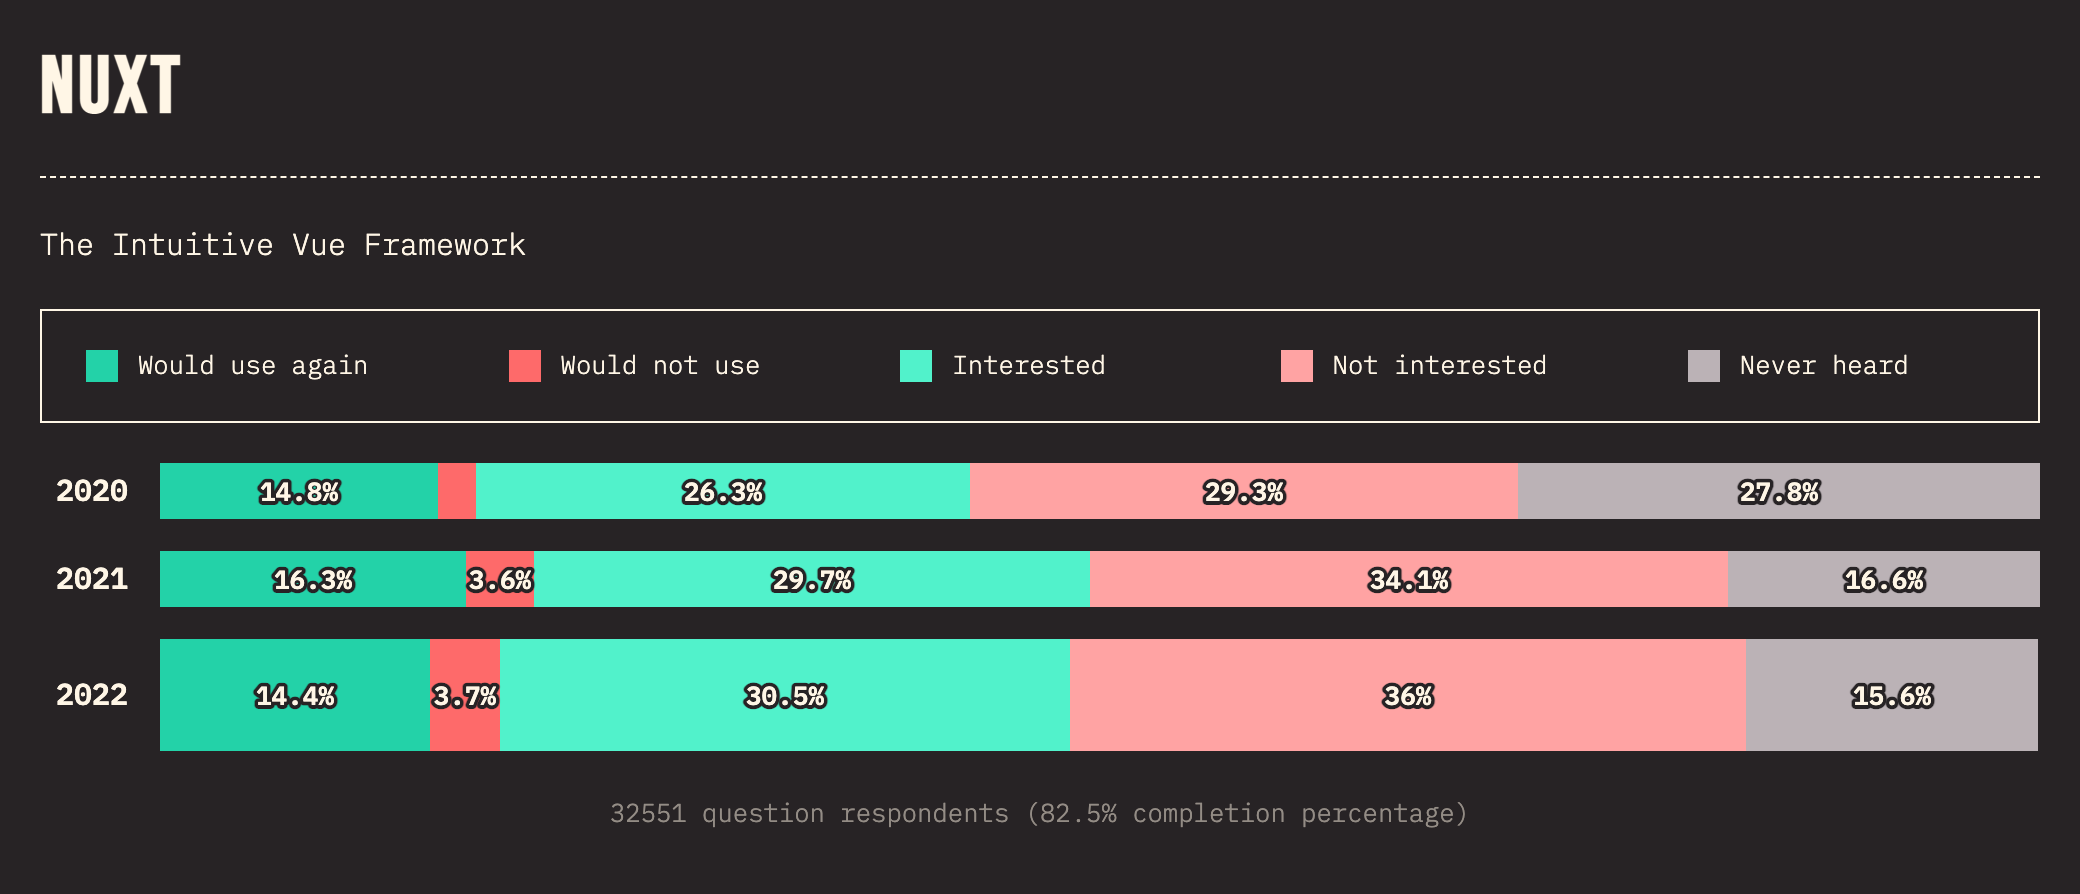 NUXT
The Intuitive Vue Framework
Would use again Would not use Interested Not interested Never heard
2020 14.8% 26.3% 29.3% 27.8%
2021 16.3% 3.6% 29.7% 34.1% 16.6%
2022 14.4% 3.7% 30.5% 36% 15.6%
32551 question respondents (82.5% completion percentage)